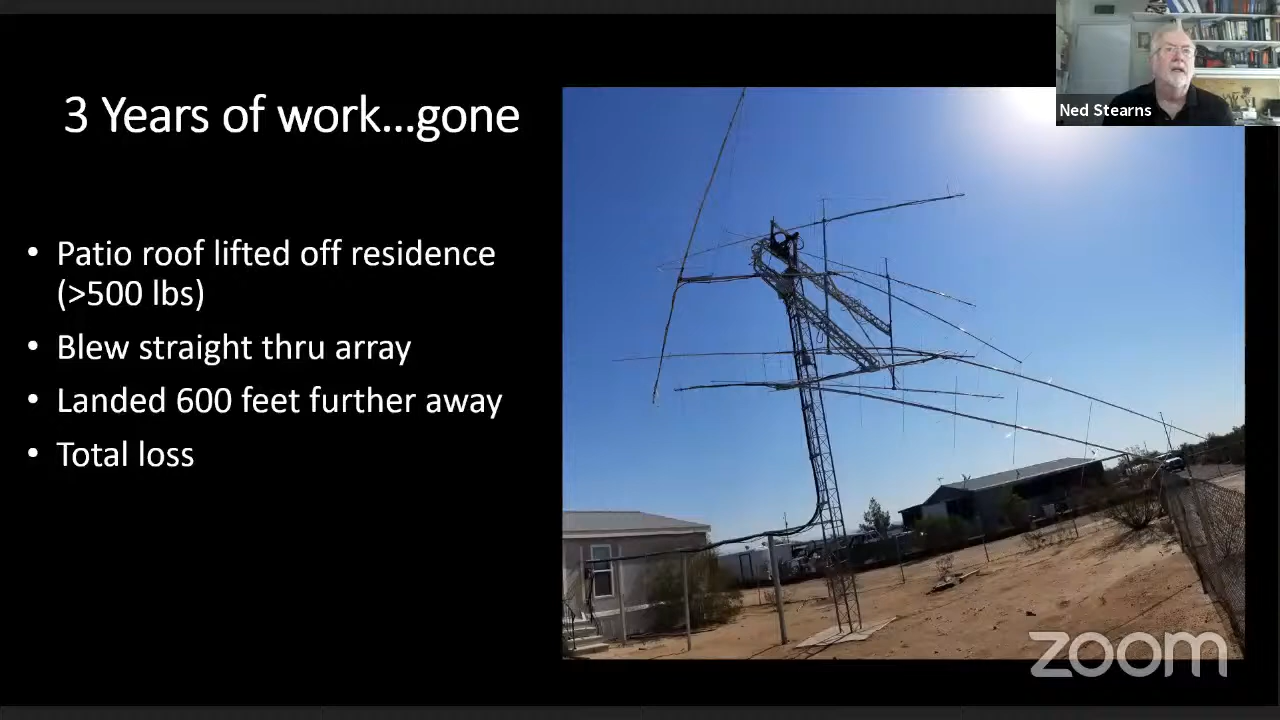 3 Years of work...gone
Ned Stearns
• Patio roof lifted off residence
(>500 lbs)
• Blew straight thru array
• Landed 600 feet further away
• Total loss
zoom